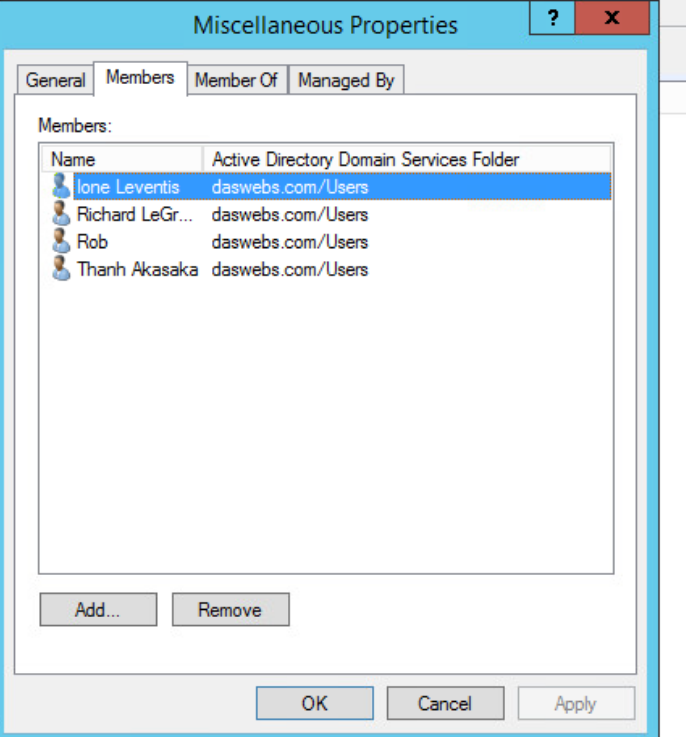 Miscellaneous Properties ? x
General Members Member Of Managed By
Members:
Name Active Directory Domain Services Folder
Ione Leventis daswebs.com/Users
Richard LeGr... daswebs.com/Users
Rob daswebs.com/Users
Thanh Akasaka daswebs.com/Users
Add... Remove
OK Cancel Apply